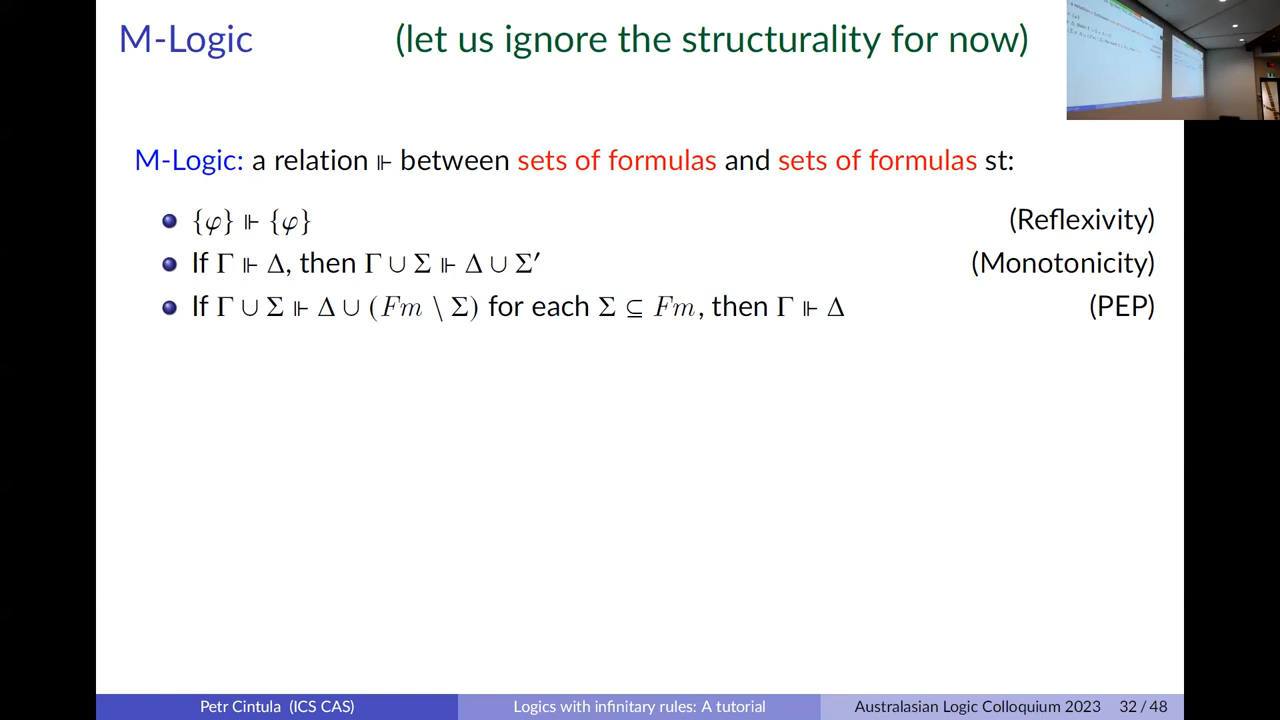 M-Logic (let us ignore the structurality for now)
M-Logic: a relation ⊩ between sets of formulas and sets of formulas st:
{φ} ⊩ {φ} (Reflexivity)
If Γ ⊩ Δ, then Γ ∪ Σ ⊩ Δ ∪ Σ′ (Monotonicity)
If Γ ∪ Σ ⊩ Δ ∪ (Fm \ Σ) for each Σ ⊆ Fm, then Γ ⊩ Δ (PEP)
Petr Cintula (ICS CAS) Logics with infinitary rules: A tutorial Australasian Logic Colloquium 2023 32 / 48